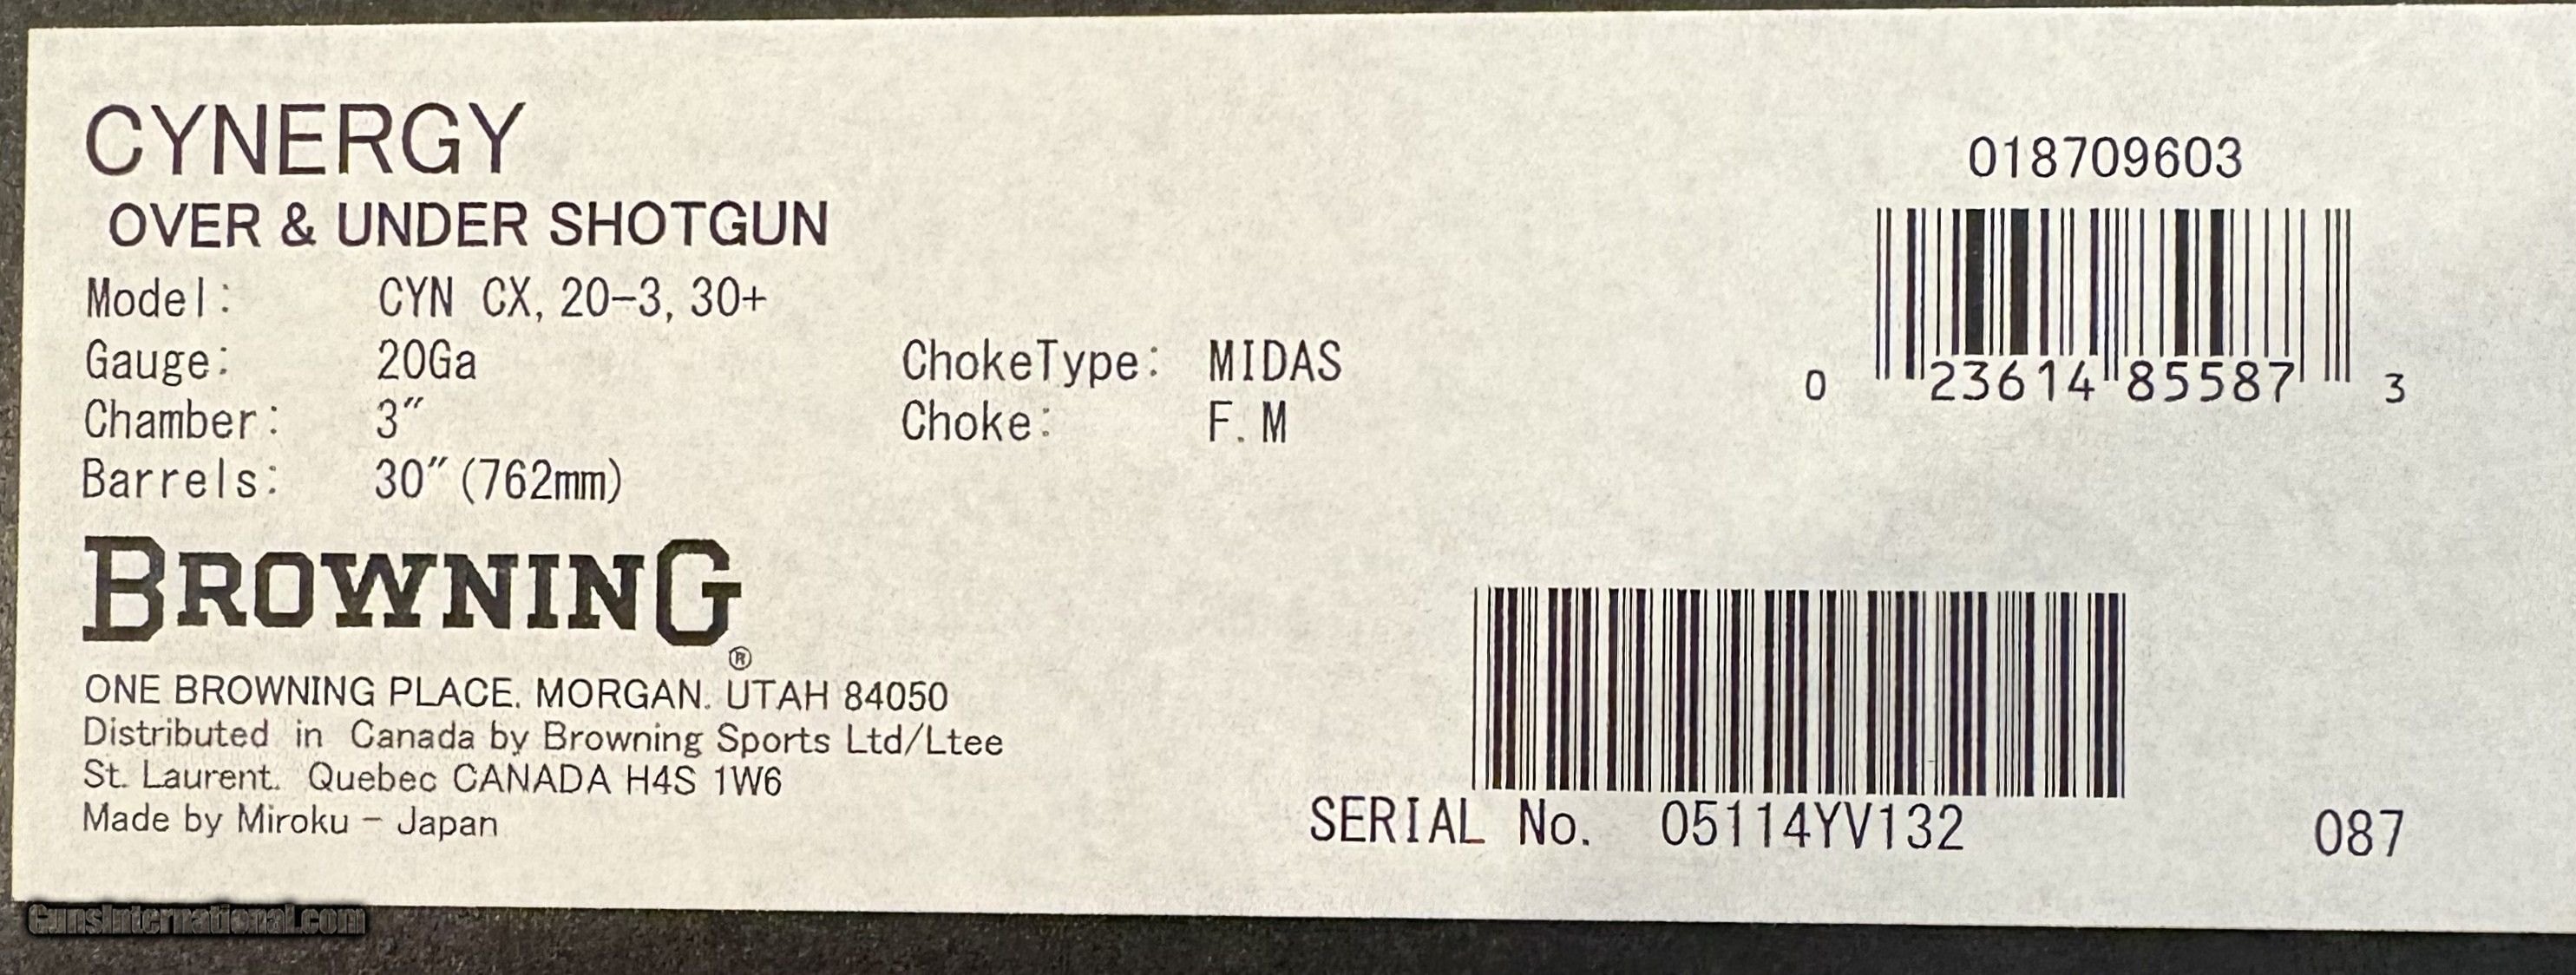 CYNERGY
OVER & UNDER SHOTGUN
Model: CYN CX, 20-3, 30+
Gauge: 20Ga ChokeType: MIDAS
Chamber: 3″ Choke: F.M
Barrels: 30″(762mm)
018709603
0 23614 85587 3
BROWNING®
ONE BROWNING PLACE. MORGAN. UTAH 84050
Distributed in Canada by Browning Sports Ltd/Ltee
St. Laurent. Quebec CANADA H4S 1W6
Made by Miroku - Japan
SERIAL No. 05114YV132 087
GunsInternational.com